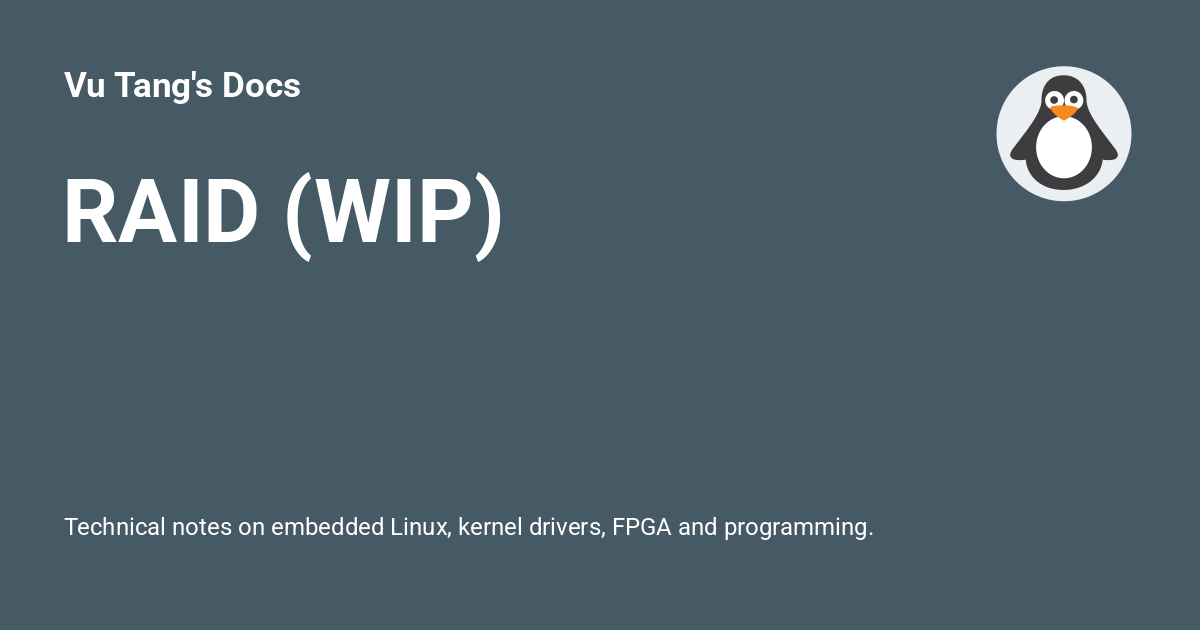 Vu Tang's Docs
RAID (WIP)
Technical notes on embedded Linux, kernel drivers, FPGA and programming.